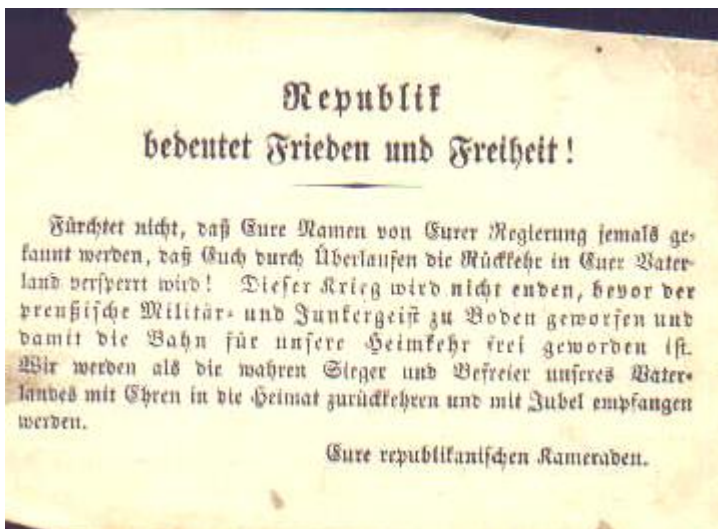 Republik
bedeutet Frieden und Freiheit!
Fürchtet nicht, daß Eure Namen von Eurer Regierung jemals ge-
kannt werden, daß Euch durch Überlaufen die Rückkehr in Euer Vater-
land versperrt wird! Dieser Krieg wird nicht enden, bevor der
preußische Militär- und Junkergeist zu Boden geworfen und
damit die Bahn für unsere Heimkehr frei geworden ist.
Wir werden als die wahren Sieger und Befreier unseres Vater-
landes mit Ehren in die Heimat zurückkehren und mit Jubel empfangen
werden.
Eure republikanischen Kameraden.